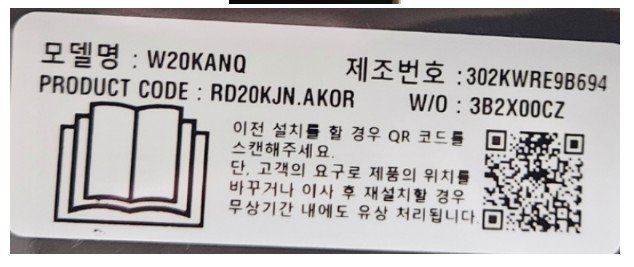 모델명 : W20KANQ
제조번호 : 302KWRE9B694
PRODUCT CODE : RD20KJN.AKOR
W/O : 3B2X00CZ
이전 설치를 할 경우 QR 코드를
스캔해주세요.
단, 고객의 요구로 제품의 위치를
바꾸거나 이사 후 재설치할 경우
무상기간 내에도 유상 처리됩니다.